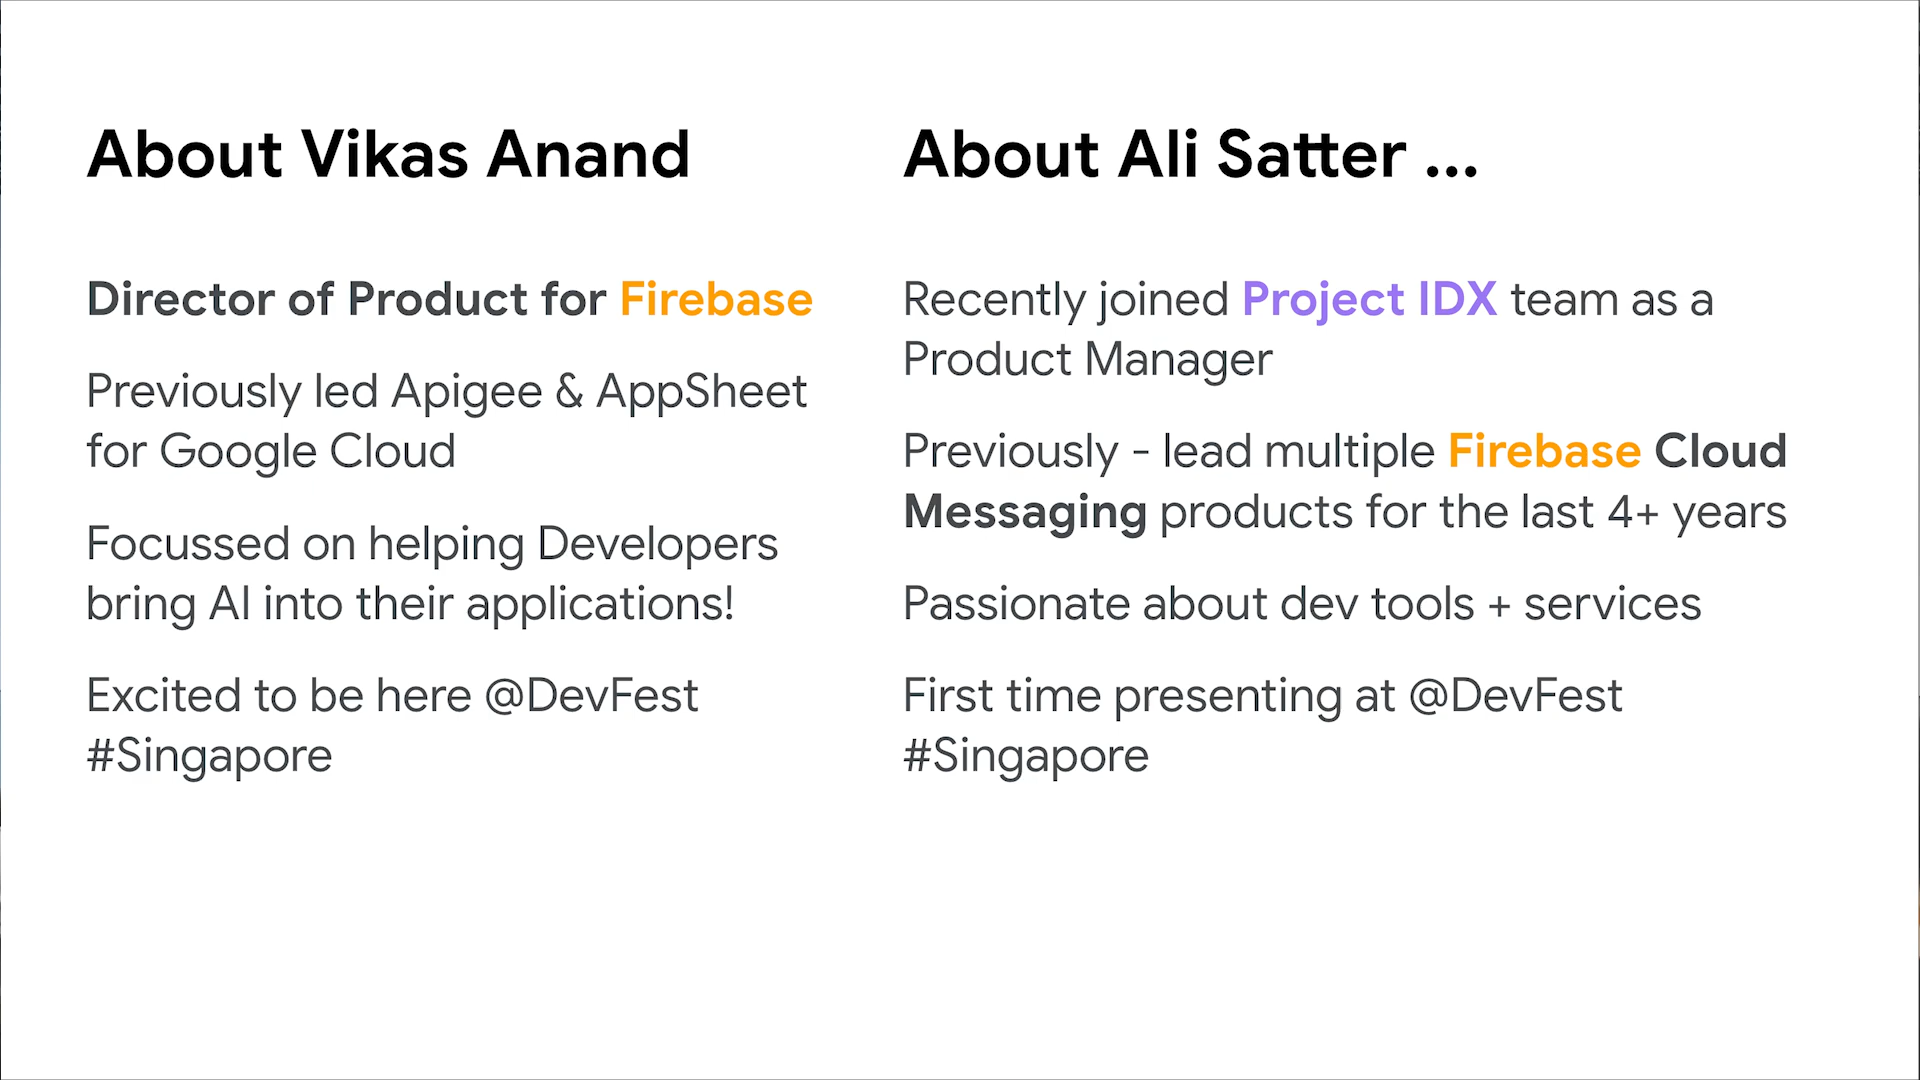 About Vikas Anand
Director of Product for Firebase
Previously led Apigee & AppSheet
for Google Cloud
Focussed on helping Developers
bring AI into their applications!
Excited to be here @DevFest
#Singapore
About Ali Satter ...
Recently joined Project IDX team as a
Product Manager
Previously - lead multiple Firebase Cloud
Messaging products for the last 4+ years
Passionate about dev tools + services
First time presenting at @DevFest
#Singapore